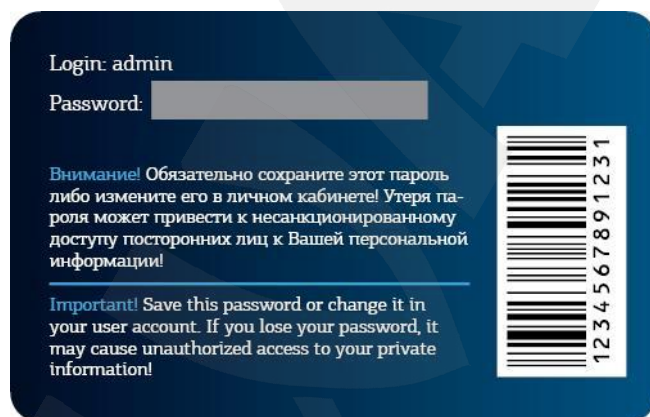 Login: admin
Password:
Внимание! Обязательно сохраните этот пароль
либо измените его в личном кабинете! Утеря па-
роля может привести к несанкционированному
доступу посторонних лиц к Вашей персональной
информации!
Important! Save this password or change it in
your user account. If you lose your password, it
may cause unauthorized access to your private
information!
1234567891231